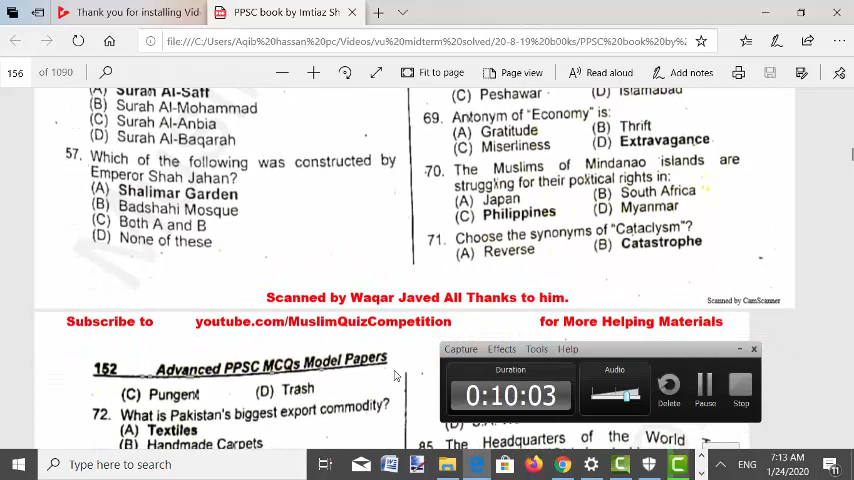 Thank you for installing Vid
PPSC book by Imtiaz Sh
file:///C:/Users/Aqib%20hassan%20pc/Videos/vu%20midterm%20solved/20-8-19%20b00ks/PPSC%20book%20by%2
156 of 1090
Fit to page
Page view
Read aloud
Add notes
(A) Surah Al-Saff
(B) Surah Al-Mohammad
(C) Surah Al-Anbia
(D) Surah Al-Baqarah
57. Which of the following was constructed by
Emperor Shah Jahan?
(A) Shalimar Garden
(B) Badshahi Mosque
(C) Both A and B
(D) None of these
(C) Peshawar (D) Islamabad
69. Antonym of "Economy" is:
(A) Gratitude (B) Thrift
(C) Miserliness (D) Extravagance
70. The Muslims of Mindanao islands are
struggling for their political rights in:
(A) Japan (B) South Africa
(C) Philippines (D) Myanmar
71. Choose the synonyms of "Cataclysm"?
(A) Reverse (B) Catastrophe
Scanned by Waqar Javed All Thanks to him.
Scanned by CamScanner
Subscribe to youtube.com/MuslimQuizCompetition for More Helping Materials
152 Advanced PPSC MCQs Model Papers
(C) Pungent (D) Trash
72. What is Pakistan's biggest export commodity?
(A) Textiles
(B) Handmade Carpets
85. The Headquarters of the World
Capture Effects Tools Help
Duration
0:10:03
Audio
Delete
Pause
Stop
Type here to search
ENG
7:13 AM
1/24/2020
11